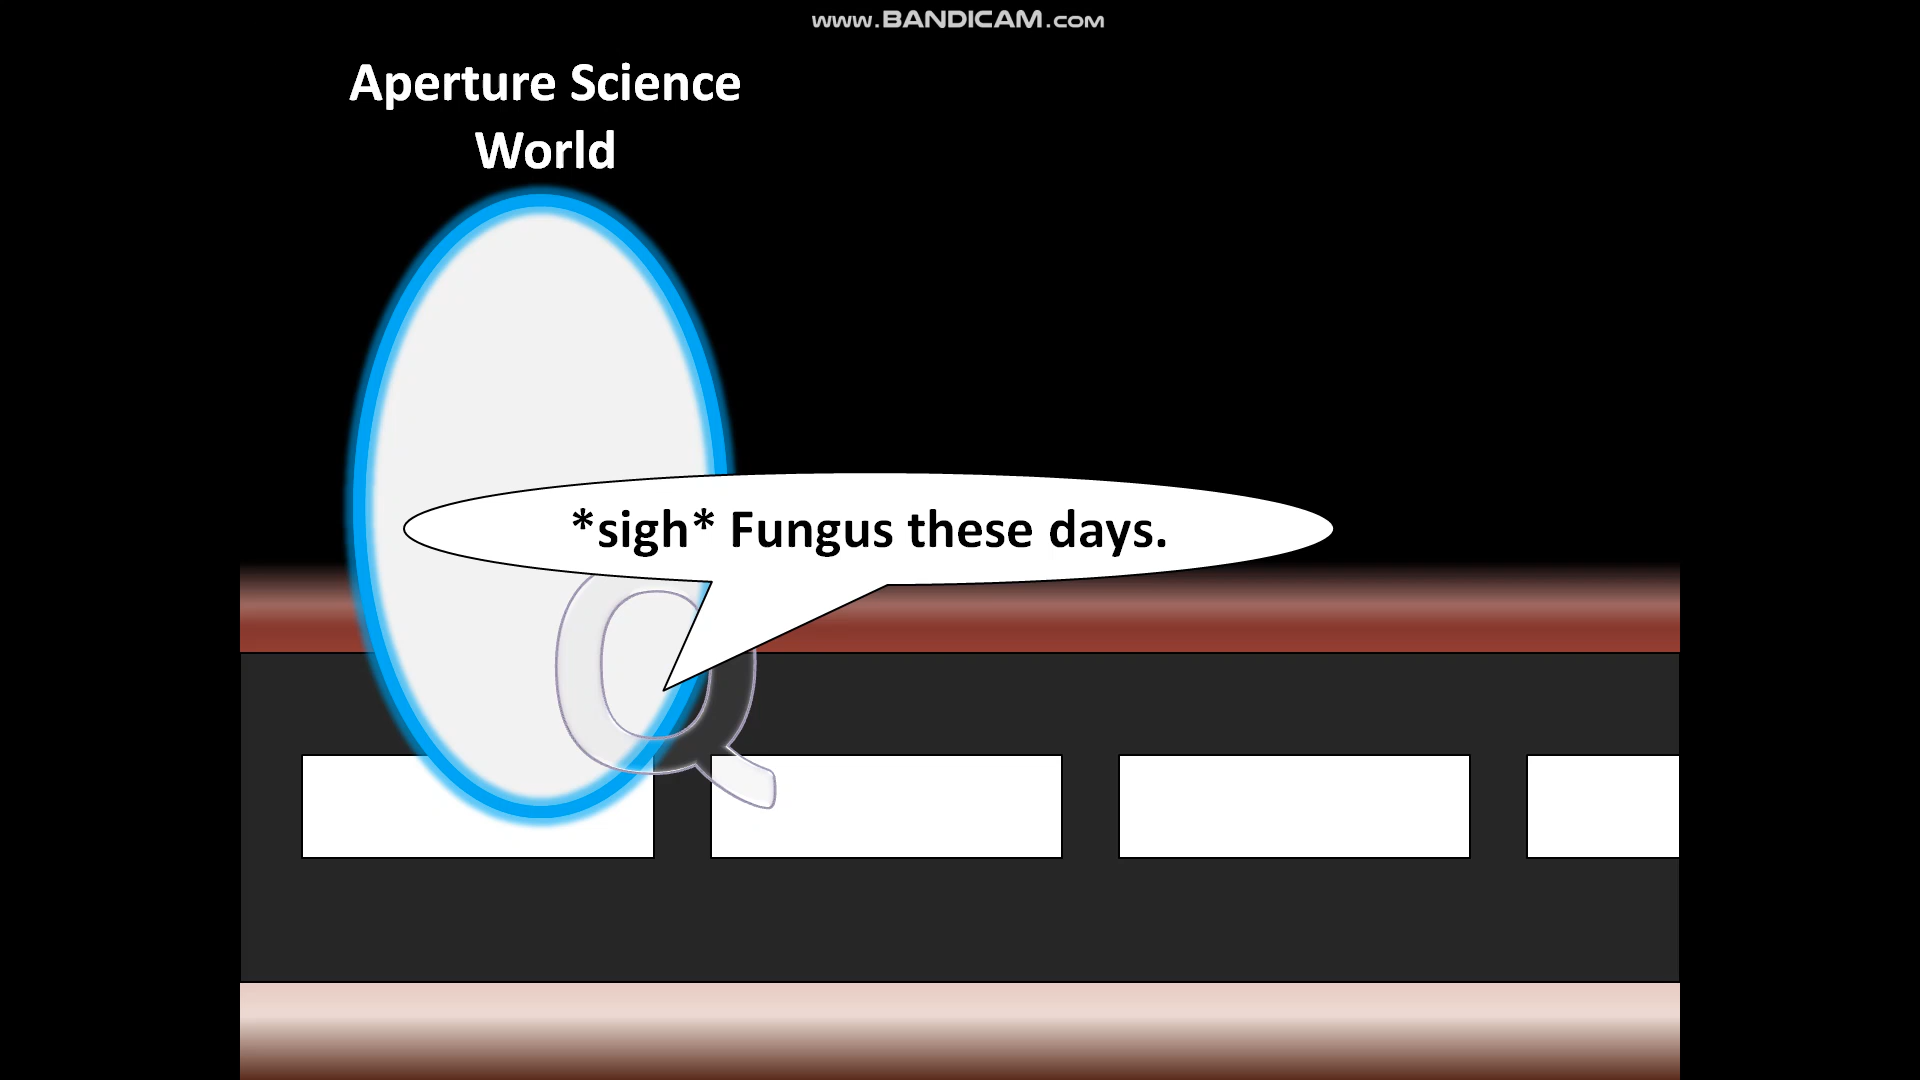 www.BANDICAM.com
Aperture Science
World
*sigh* Fungus these days.
Q